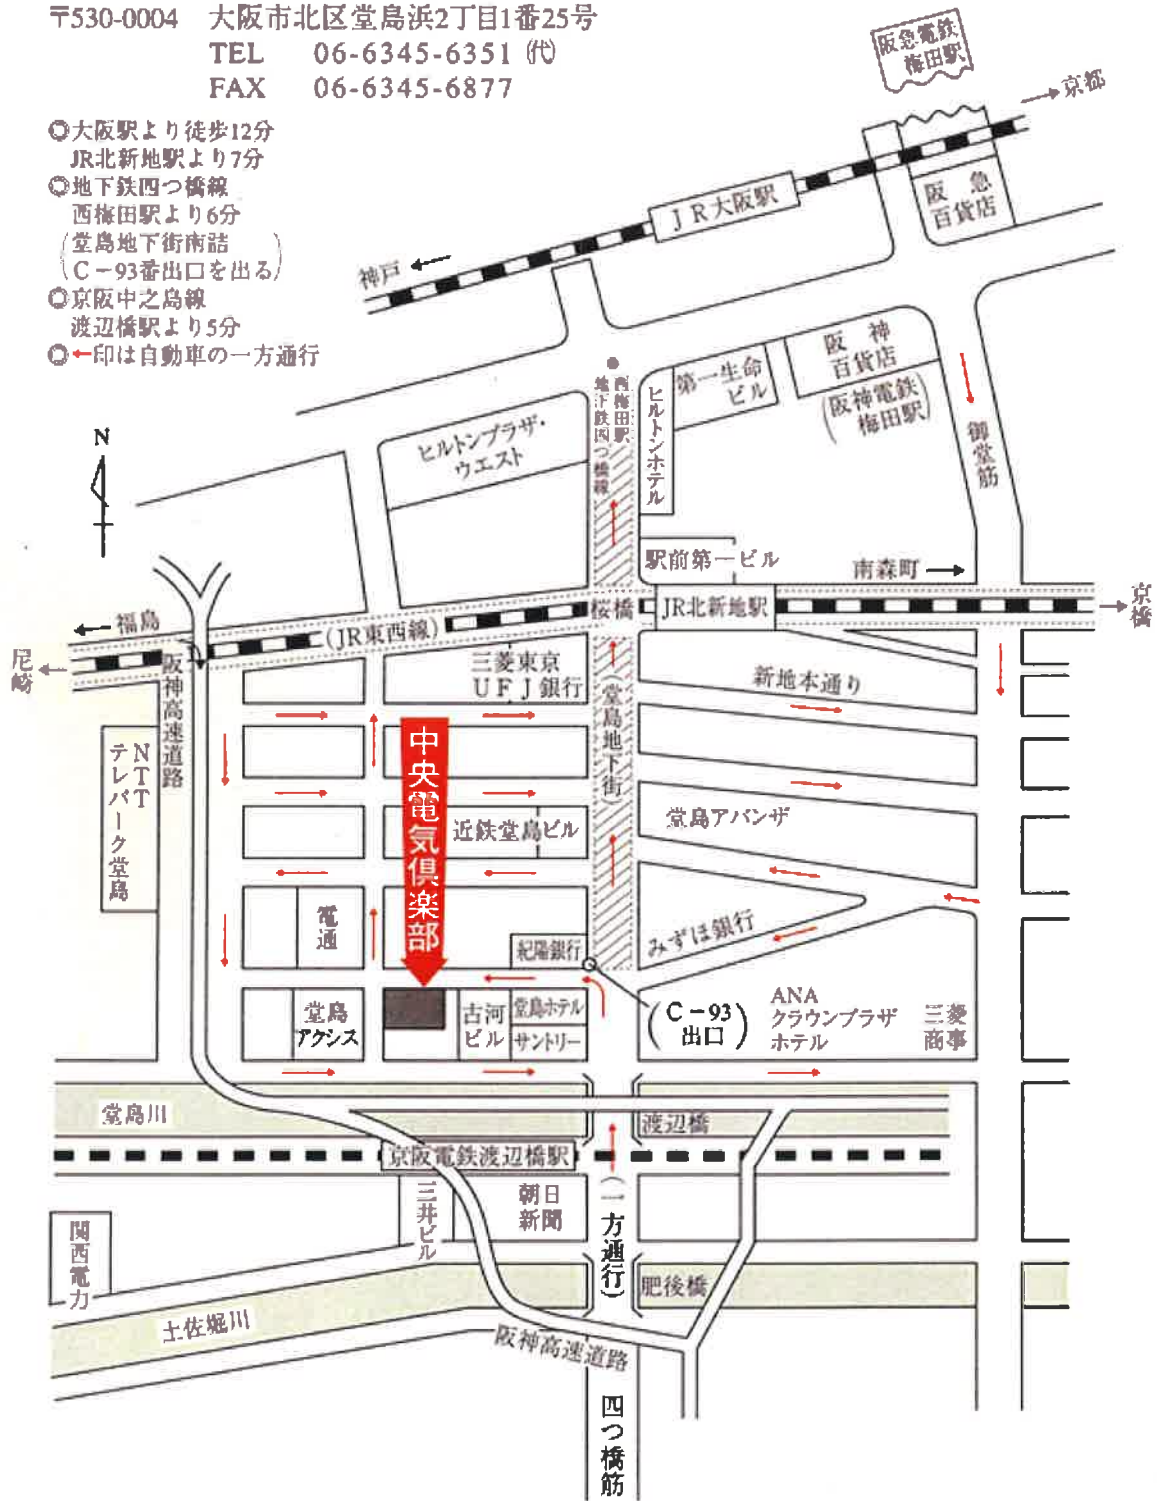 〒530-0004 大阪市北区堂島浜2丁目1番25号
TEL 06-6345-6351 (代)
FAX 06-6345-6877
◎大阪駅より徒歩12分
JR北新地駅より7分
◎地下鉄四つ橋線
西梅田駅より6分
(堂島地下街南詰
C-93番出口を出る)
◎京阪中之島線
渡辺橋駅より5分
◎←印は自動車の一方通行
阪急電鉄
梅田駅
→京都
JR大阪駅
阪急
百貨店
神戸←
阪神
百貨店
(阪神電鉄
梅田駅)
第一生命
ビル
ヒルトンホテル
西梅田駅
地下鉄四つ橋線
ヒルトンプラザ・
ウエスト
御堂筋
N
駅前第一ビル
南森町→
←福島
(JR東西線)
桜橋
JR北新地駅
→京橋
尼崎←
阪神高速道路
三菱東京
UFJ銀行
新地本通り
(堂島地下街)
中央電気倶楽部
NTT
テレパーク堂島
近鉄堂島ビル
堂島アバンザ
電通
紀陽銀行
みずほ銀行
堂島
アクシス
古河
ビル
堂島ホテル
サントリー
(C-93
出口)
ANA
クラウンプラザ
ホテル
三菱
商事
堂島川
渡辺橋
京阪電鉄渡辺橋駅
三井ビル
朝日
新聞
(一方通行)
関西電力
肥後橋
土佐堀川
阪神高速道路
四つ橋筋